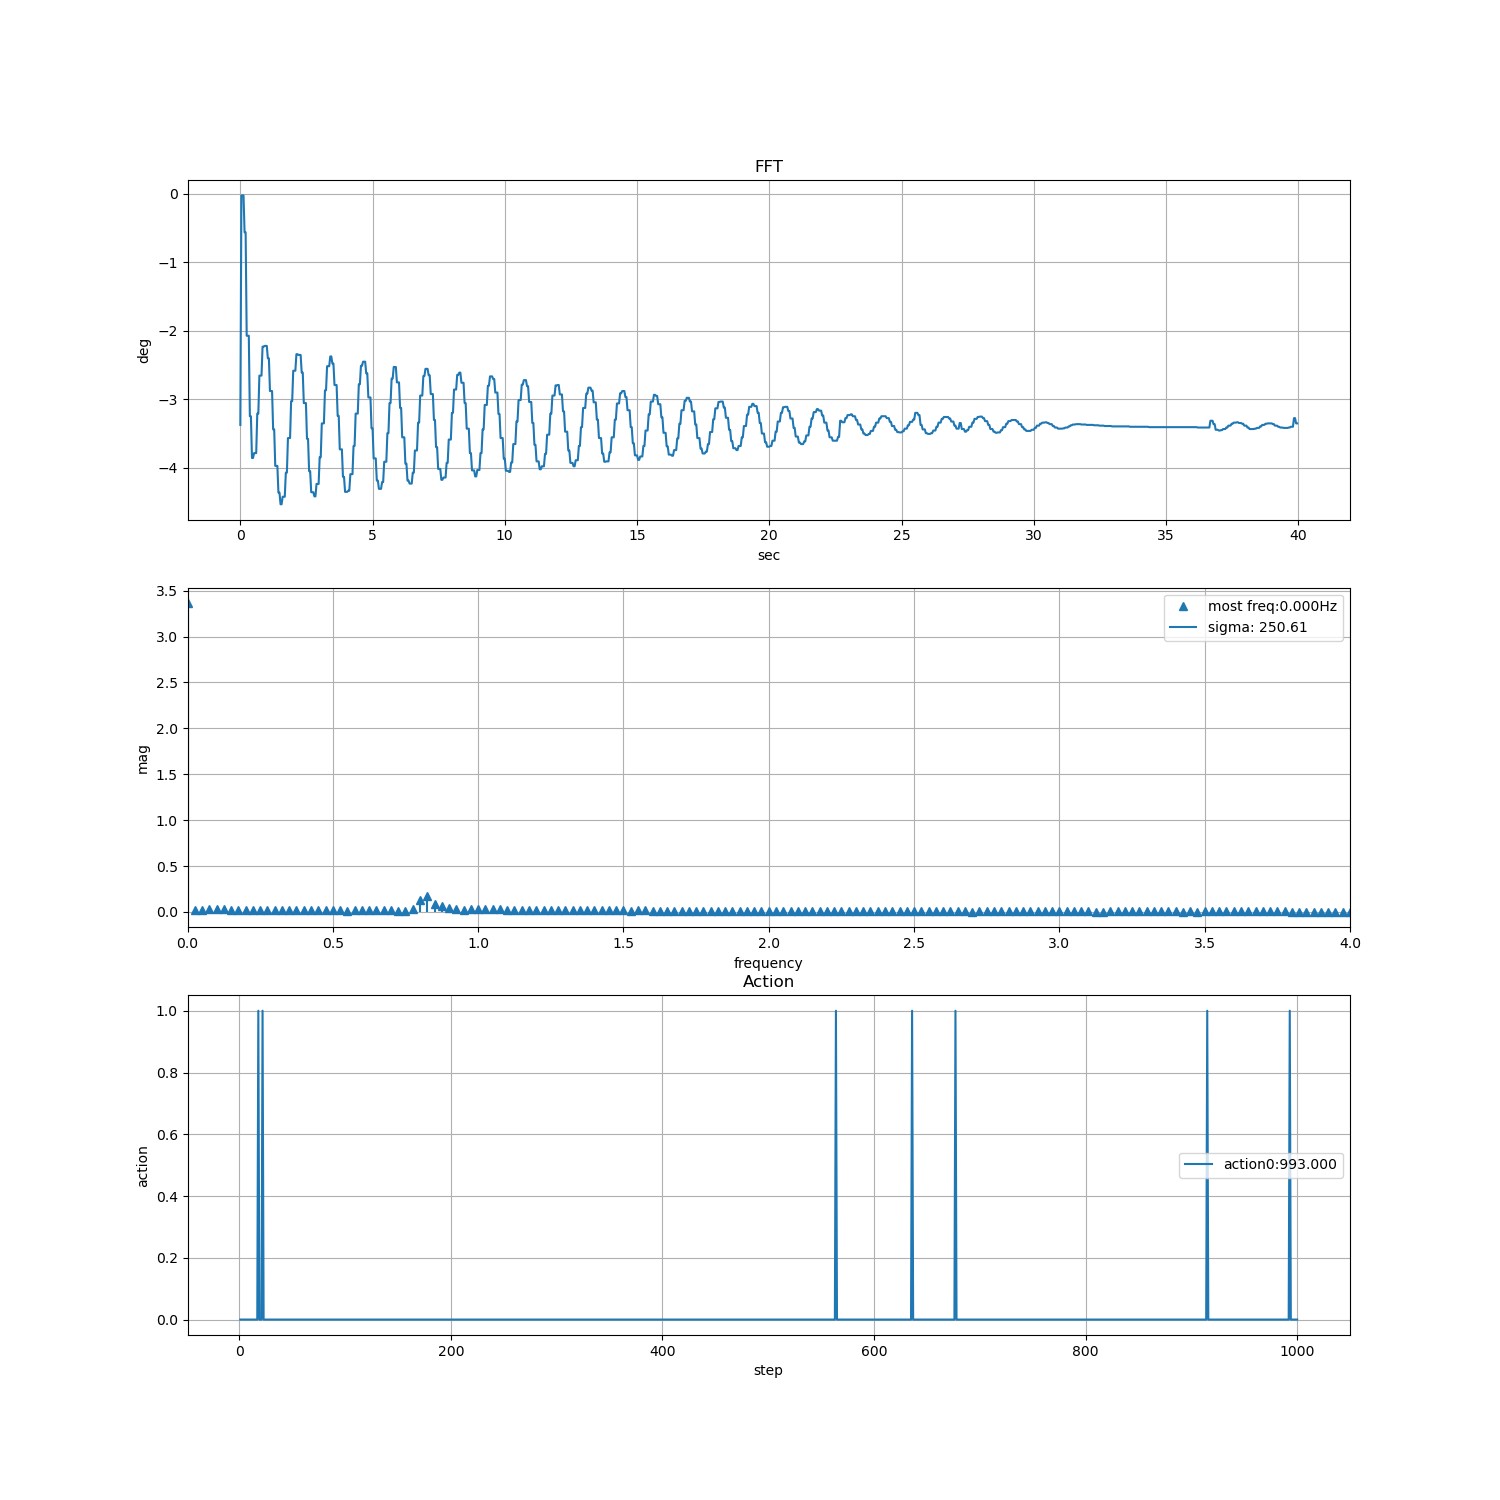 FFT
0
−1
−2
−3
−4
deg
0 5 10 15 20 25 30 35 40
sec
3.5
3.0
2.5
2.0
1.5
1.0
0.5
0.0
mag
most freq:0.000Hz
sigma: 250.61
0.0 0.5 1.0 1.5 2.0 2.5 3.0 3.5 4.0
frequency
Action
1.0
0.8
0.6
0.4
0.2
0.0
action
action0:993.000
0 200 400 600 800 1000
step